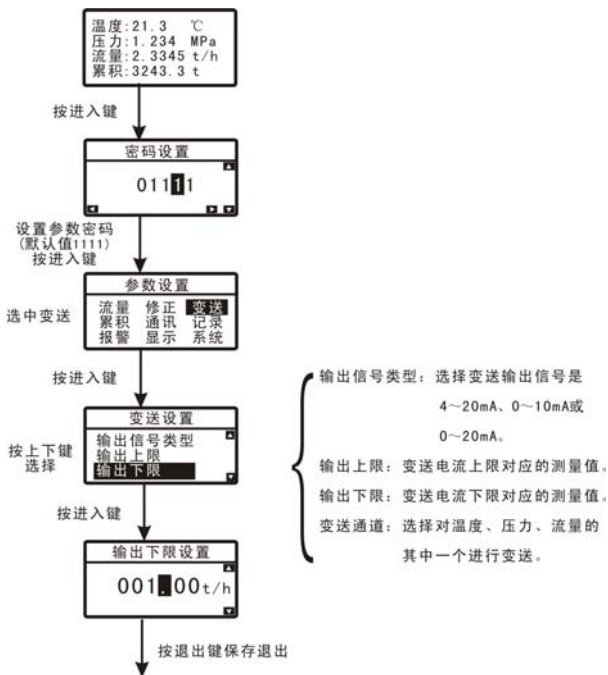 温度:21.3 ℃
压力:1.234 MPa
流量:2.3345 t/h
累积:3243.3 t
按进入键
密码设置
01111
设置参数密码
(默认值1111)
按进入键
参数设置
流量 修正 变送
累积 通讯 记录
报警 显示 系统
选中变送
按进入键
变送设置
输出信号类型
输出上限
输出下限
按上下键
选择
按进入键
输出下限设置
001.00t/h
按退出键保存退出
输出信号类型：选择变送输出信号是
4～20mA、0～10mA或
0～20mA。
输出上限：变送电流上限对应的测量值。
输出下限：变送电流下限对应的测量值。
变送通道：选择对温度、压力、流量的
其中一个进行变送。